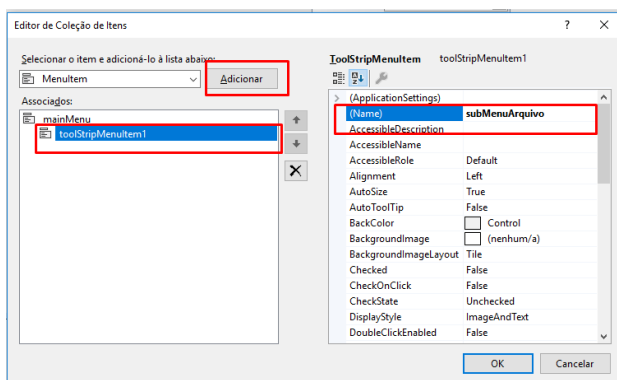 Editor de Coleção de Itens
? ×
Selecionar o item e adicioná-lo à lista abaixo:
MenuItem
Adicionar
Associados:
mainMenu
toolStripMenuItem1
ToolStripMenuItem toolStripMenuItem1
(ApplicationSettings)
(Name) subMenuArquivo
AccessibleDescription
AccessibleName
AccessibleRole Default
Alignment Left
AutoSize True
AutoToolTip False
BackColor Control
BackgroundImage (nenhum/a)
BackgroundImageLayout Tile
Checked False
CheckOnClick False
CheckState Unchecked
DisplayStyle ImageAndText
DoubleClickEnabled False
OK Cancelar